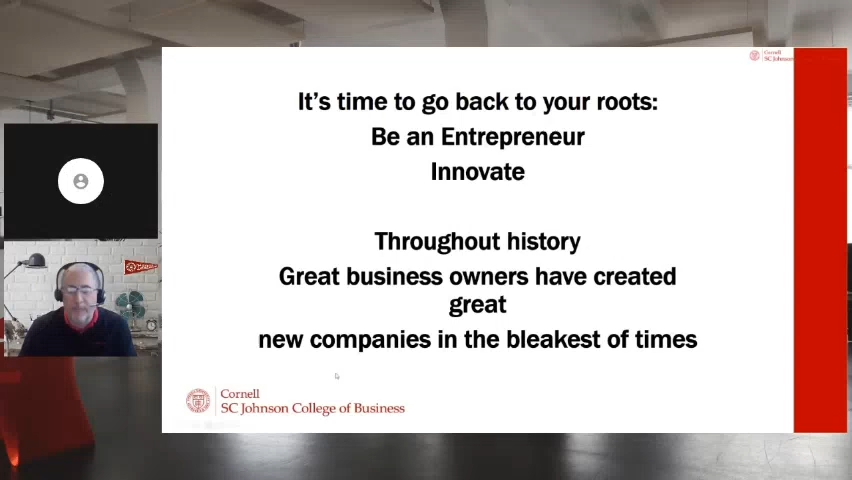 Cornell
SC Johnson
It's time to go back to your roots:
Be an Entrepreneur
Innovate
Throughout history
Great business owners have created
great
new companies in the bleakest of times
Cornell
SC Johnson College of Business